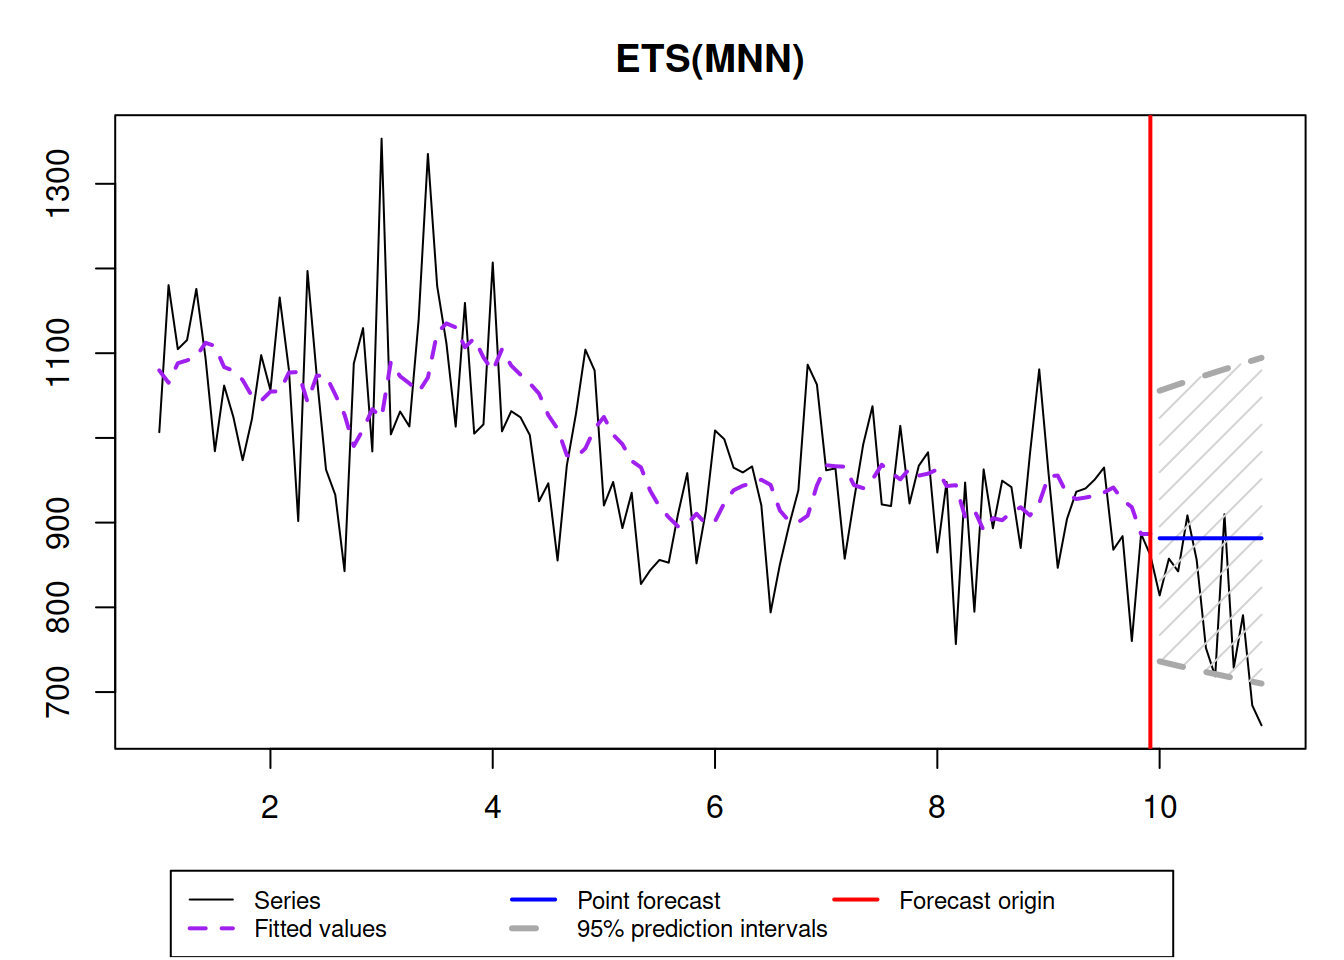 ETS(MNN)
1300
1100
900
800
700
2 4 6 8 10
Series Point forecast Forecast origin
Fitted values 95% prediction intervals